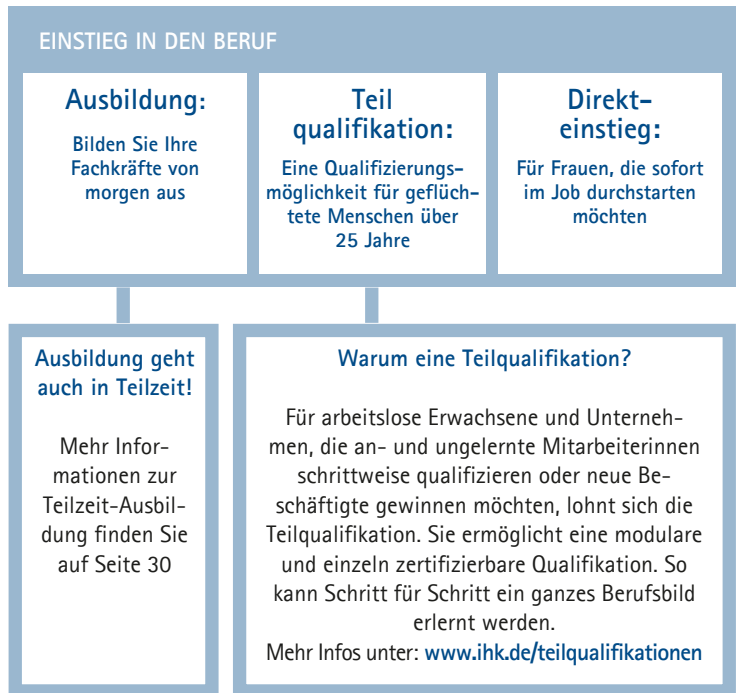 EINSTIEG IN DEN BERUF
Ausbildung:
Bilden Sie Ihre
Fachkräfte von
morgen aus
Teil
qualifikation:
Eine Qualifizierungs-
möglichkeit für geflüch-
tete Menschen über
25 Jahre
Direkt-
einstieg:
Für Frauen, die sofort
im Job durchstarten
möchten
Ausbildung geht
auch in Teilzeit!
Mehr Infor-
mationen zur
Teilzeit-Ausbil-
dung finden Sie
auf Seite 30
Warum eine Teilqualifikation?
Für arbeitslose Erwachsene und Unterneh-
men, die an- und ungelernte Mitarbeiterinnen
schrittweise qualifizieren oder neue Be-
schäftigte gewinnen möchten, lohnt sich die
Teilqualifikation. Sie ermöglicht eine modulare
und einzeln zertifizierbare Qualifikation. So
kann Schritt für Schritt ein ganzes Berufsbild
erlernt werden.
Mehr Infos unter: www.ihk.de/teilqualifikationen